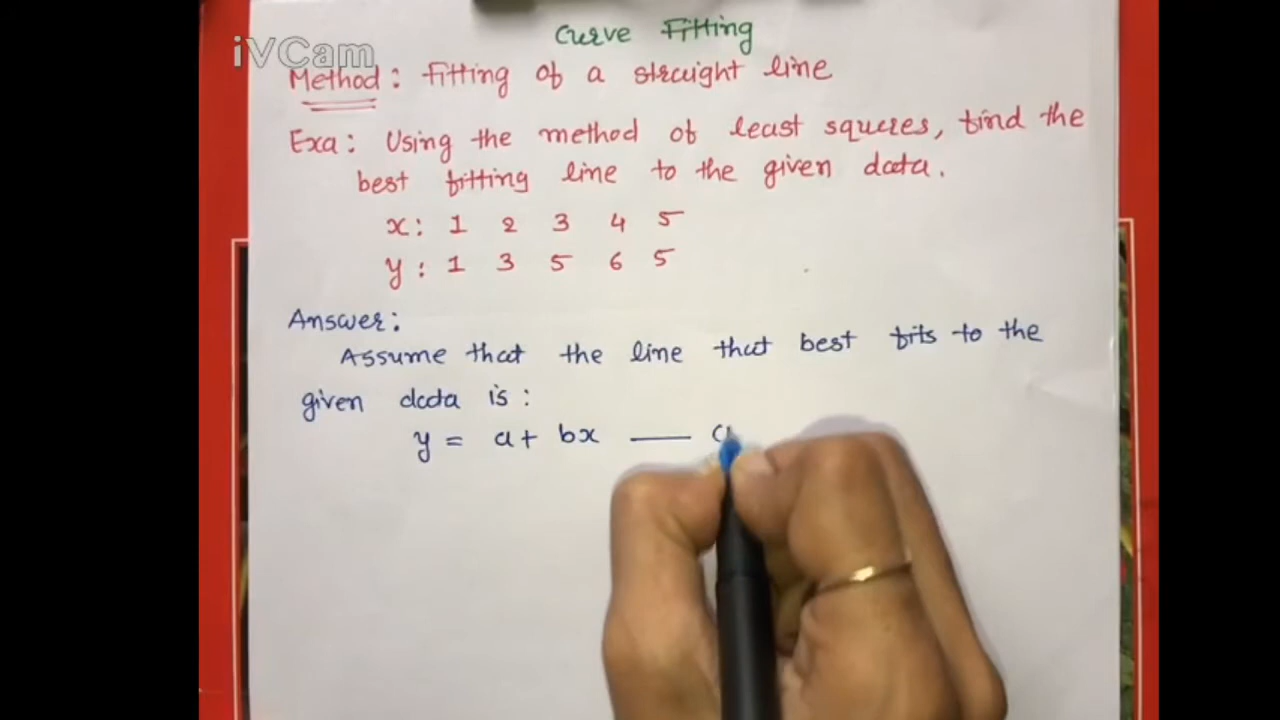 Curve Fitting
iVCam
Method: Fitting of a straight line
Exa: Using the method of least squares, find the
best fitting line to the given data.
x: 1 2 3 4 5
y: 1 3 5 6 5
Answer:
Assume that the line that best fits to the
given data is:
y = a + bx —